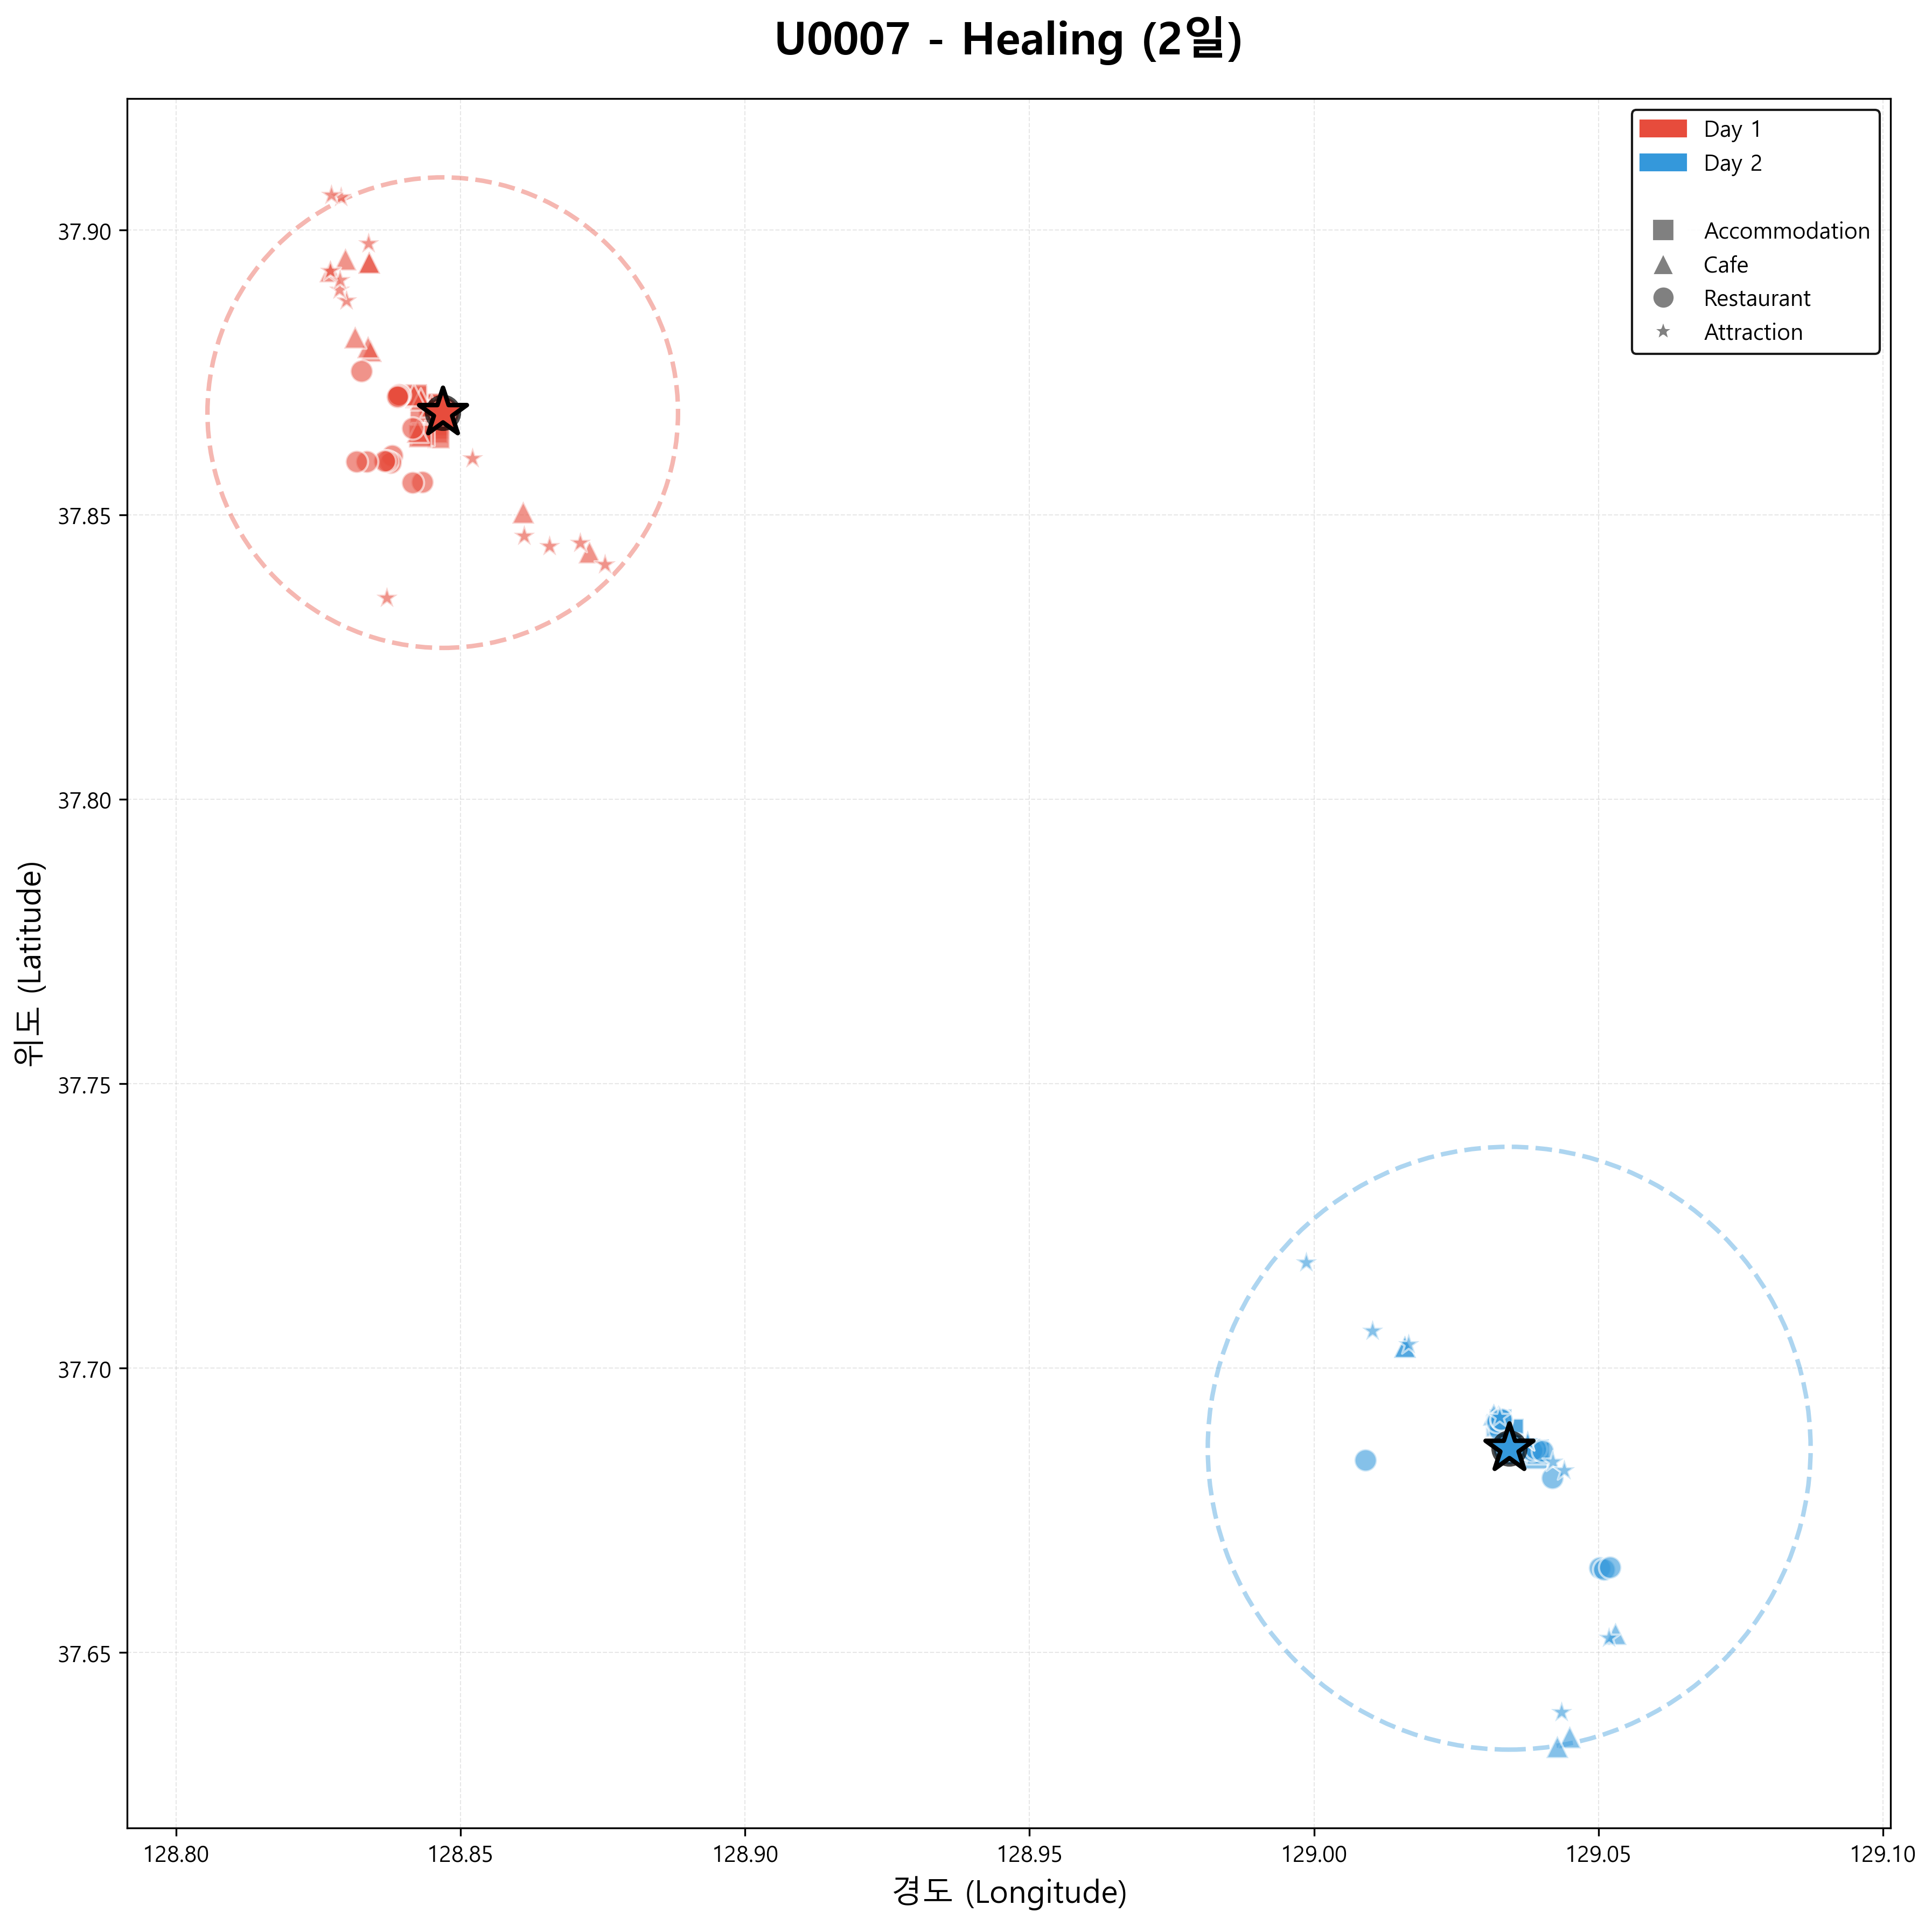 U0007 - Healing (2일)
Day 1
Day 2
Accommodation
Cafe
Restaurant
Attraction
위도 (Latitude)
37.90
37.85
37.80
37.75
37.70
37.65
128.80 128.85 128.90 128.95 129.00 129.05 129.10
경도 (Longitude)